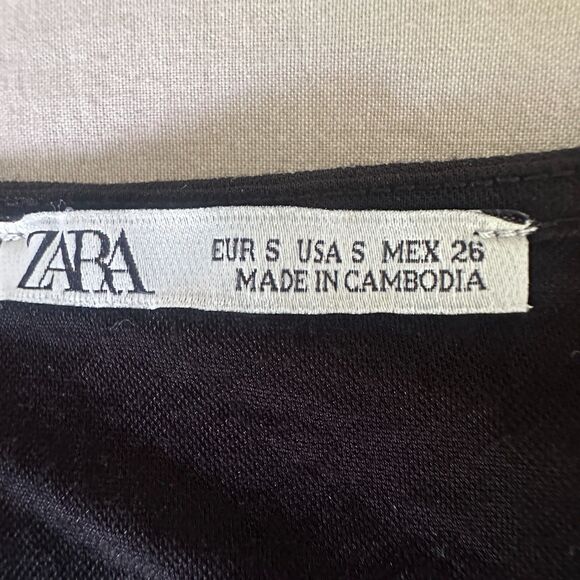 ZARA
EUR S USA S MEX 26
MADE IN CAMBODIA